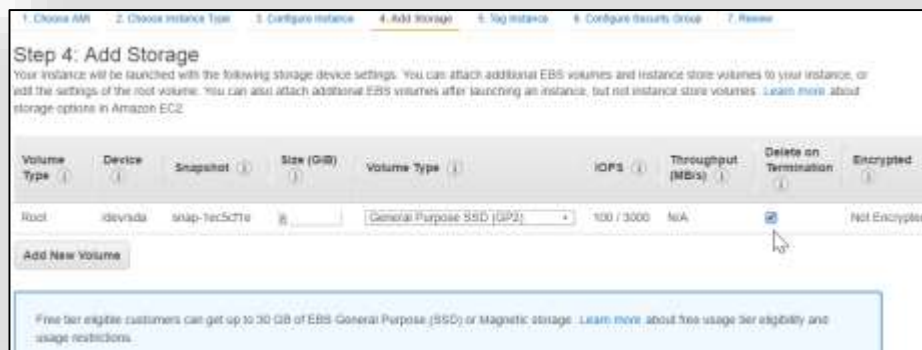 1. Choose AMI 2. Choose Instance Type 3. Configure Instance 4. Add Storage 5. Tag Instance 6. Configure Security Group 7. Review
Step 4: Add Storage
Your instance will be launched with the following storage device settings. You can attach additional EBS volumes and instance store volumes to your instance, or
edit the settings of the root volume. You can also attach additional EBS volumes after launching an instance, but not instance store volumes. Learn more about
storage options in Amazon EC2.
Volume Type Device Snapshot Size (GiB) Volume Type IOPS Throughput (MB/s) Delete on Termination Encrypted
Root /dev/sda 8 General Purpose SSD (GP2) 100 / 3000 N/A Not Encrypted
Add New Volume
Free tier eligible customers can get up to 30 GB of EBS General Purpose (SSD) or Magnetic storage. Learn more about free usage tier eligibility and
usage restrictions.